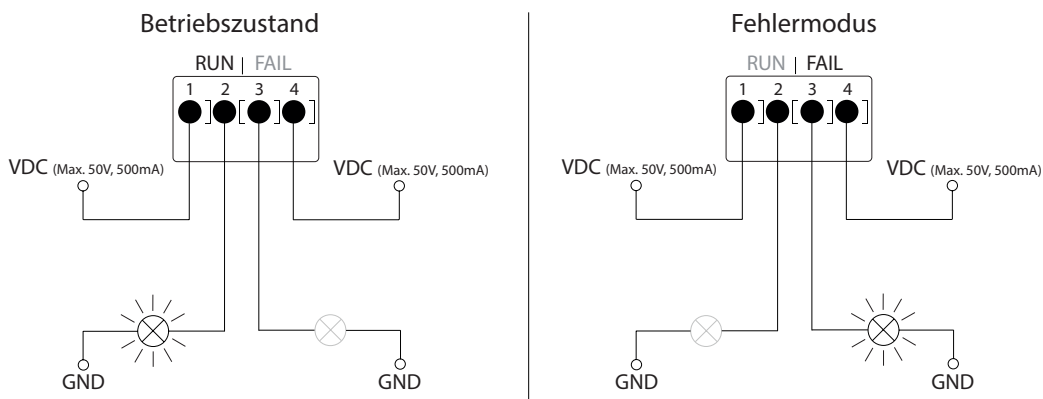 Betriebszustand
RUN | FAIL
1 2 3 4
VDC (Max. 50V, 500mA)
VDC (Max. 50V, 500mA)
GND
GND
Fehlermodus
RUN | FAIL
1 2 3 4
VDC (Max. 50V, 500mA)
VDC (Max. 50V, 500mA)
GND
GND